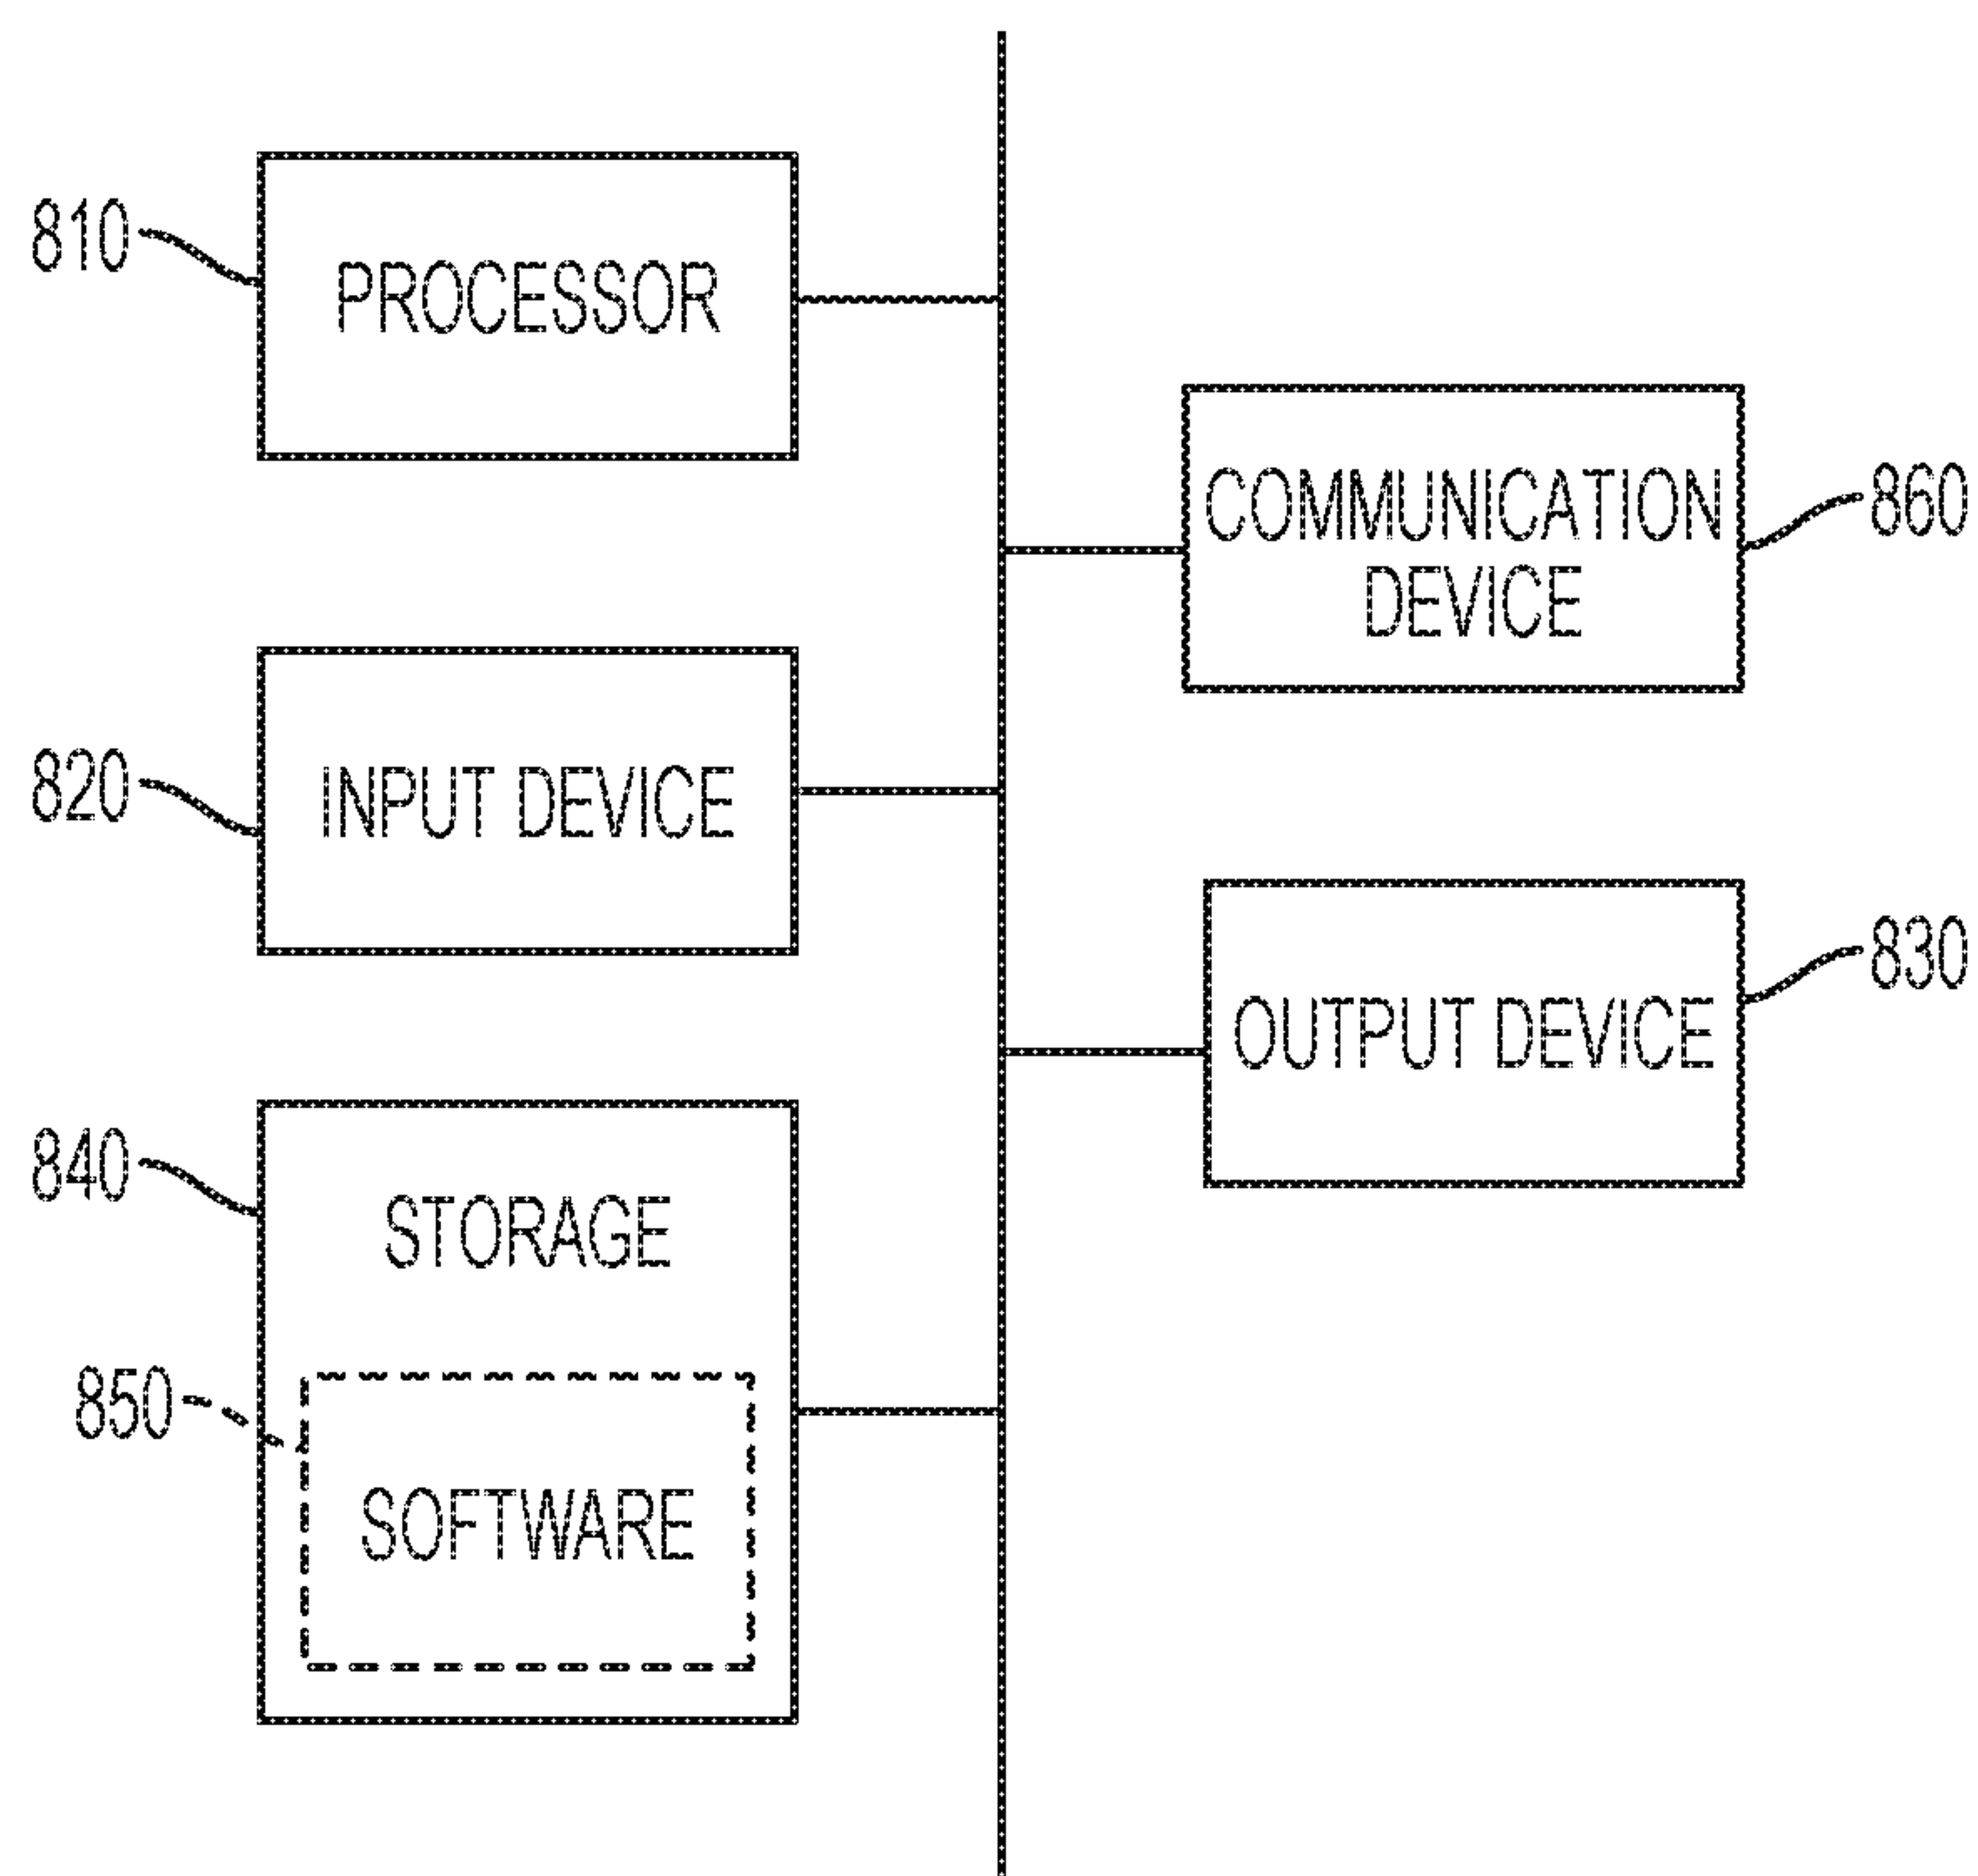 810
PROCESSOR
COMMUNICATION
DEVICE
860
820
INPUT DEVICE
830
OUTPUT DEVICE
840
STORAGE
850
SOFTWARE